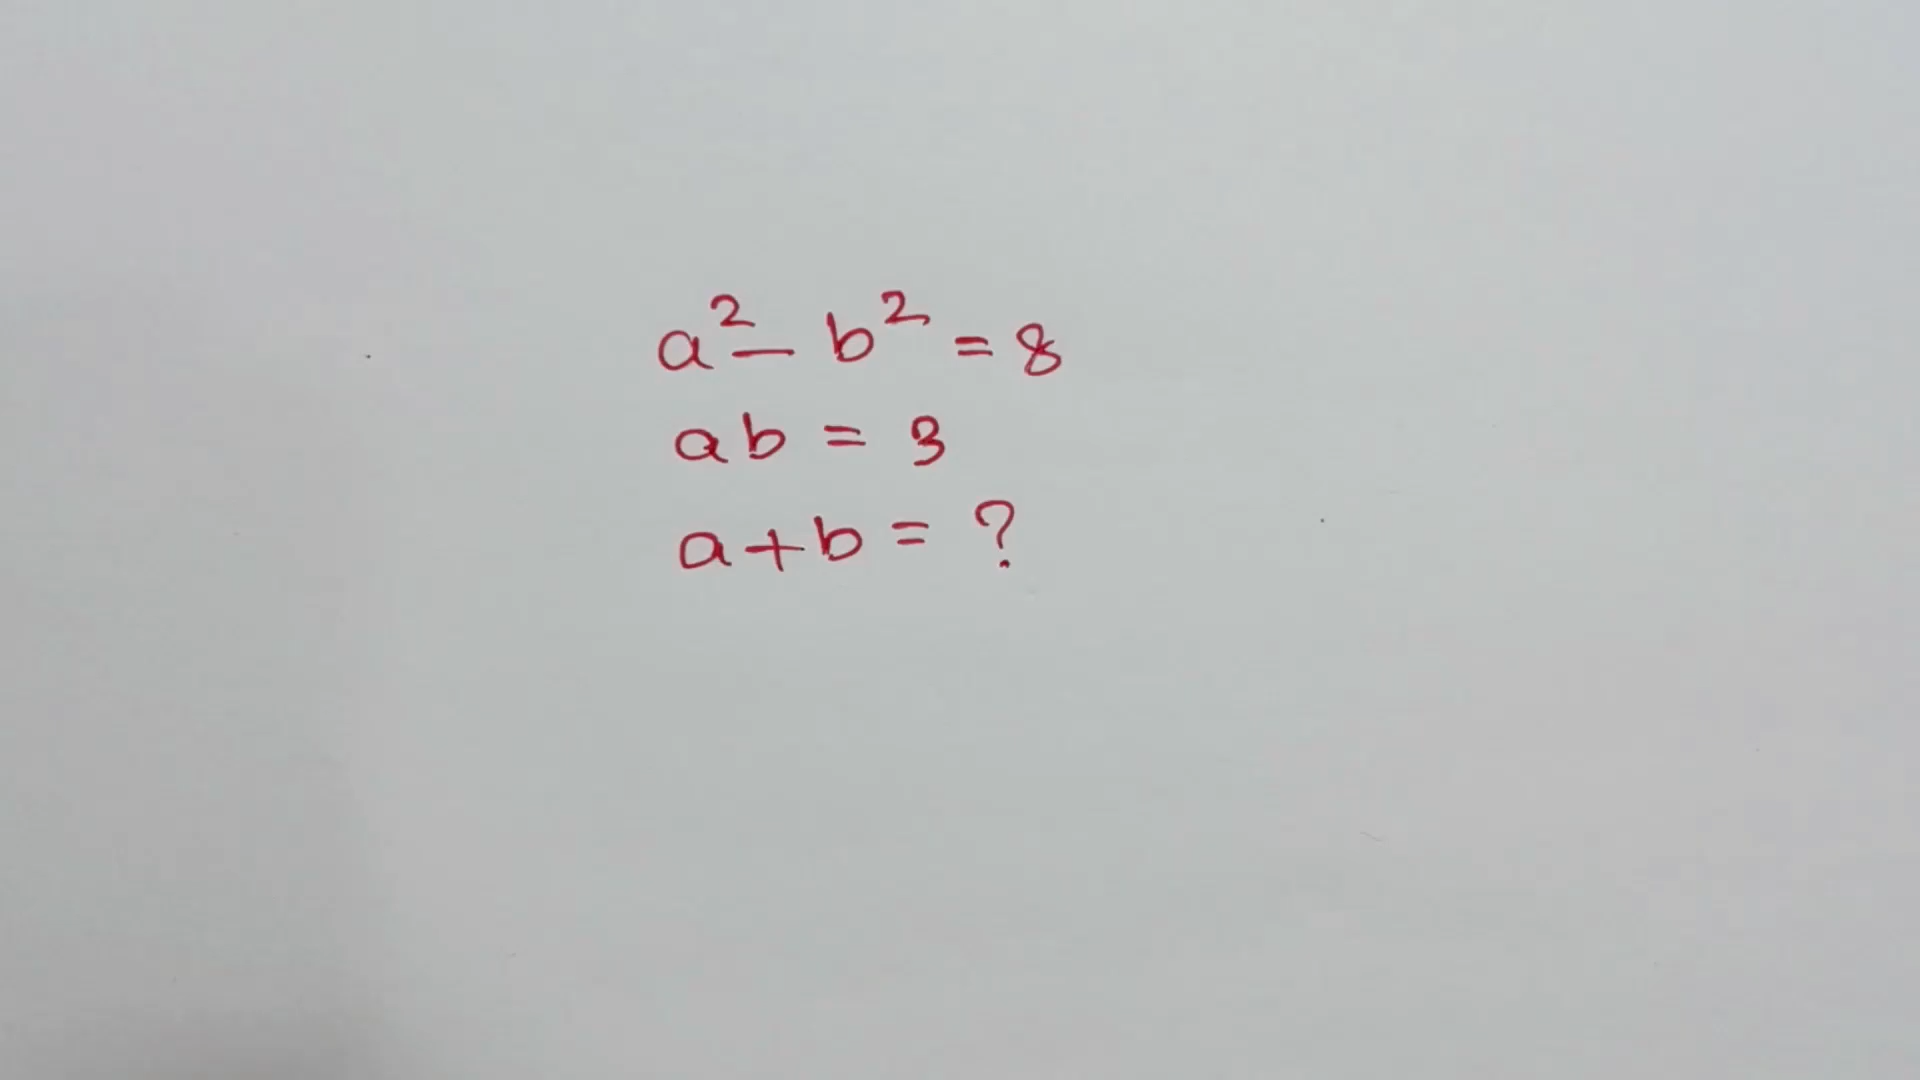 a² - b² = 8
ab = 3
a+b = ?